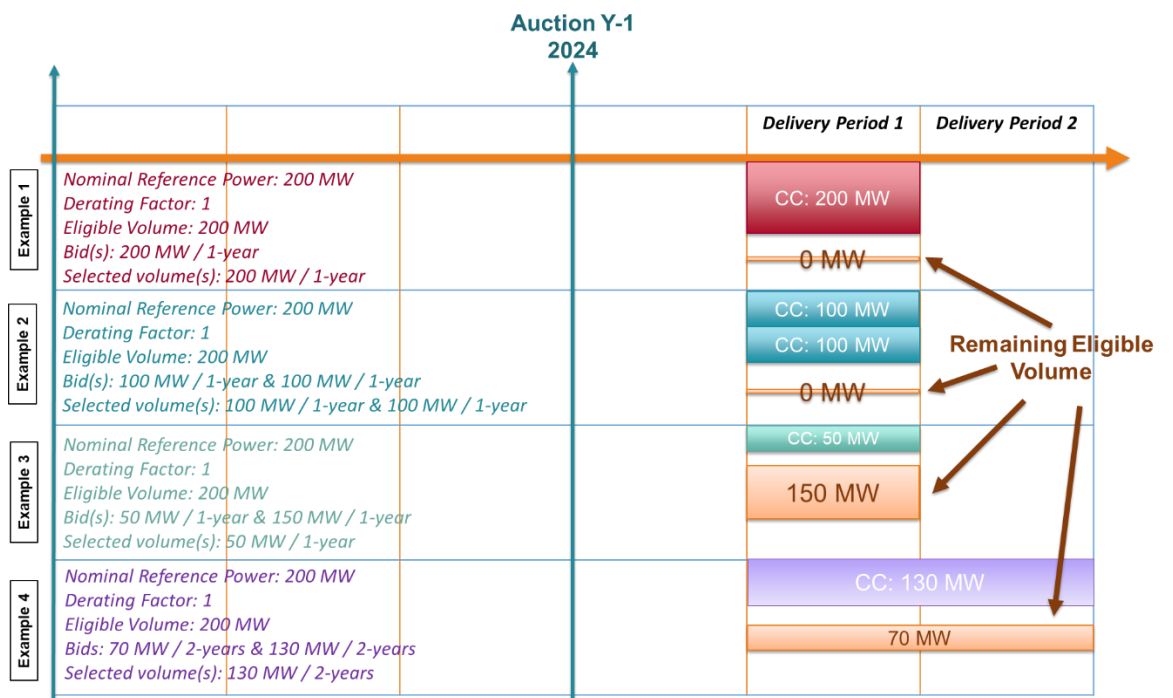 Auction Y-1
2024
Delivery Period 1
Delivery Period 2
Example 1
Nominal Reference Power: 200 MW
Derating Factor: 1
Eligible Volume: 200 MW
Bid(s): 200 MW / 1-year
Selected volume(s): 200 MW / 1-year
CC: 200 MW
0 MW
Example 2
Nominal Reference Power: 200 MW
Derating Factor: 1
Eligible Volume: 200 MW
Bid(s): 100 MW / 1-year & 100 MW / 1-year
Selected volume(s): 100 MW / 1-year & 100 MW / 1-year
CC: 100 MW
CC: 100 MW
0 MW
Remaining Eligible
Volume
Example 3
Nominal Reference Power: 200 MW
Derating Factor: 1
Eligible Volume: 200 MW
Bid(s): 50 MW / 1-year & 150 MW / 1-year
Selected volume(s): 50 MW / 1-year
CC: 50 MW
150 MW
Example 4
Nominal Reference Power: 200 MW
Derating Factor: 1
Eligible Volume: 200 MW
Bids: 70 MW / 2-years & 130 MW / 2-years
Selected volume(s): 130 MW / 2-years
CC: 130 MW
70 MW